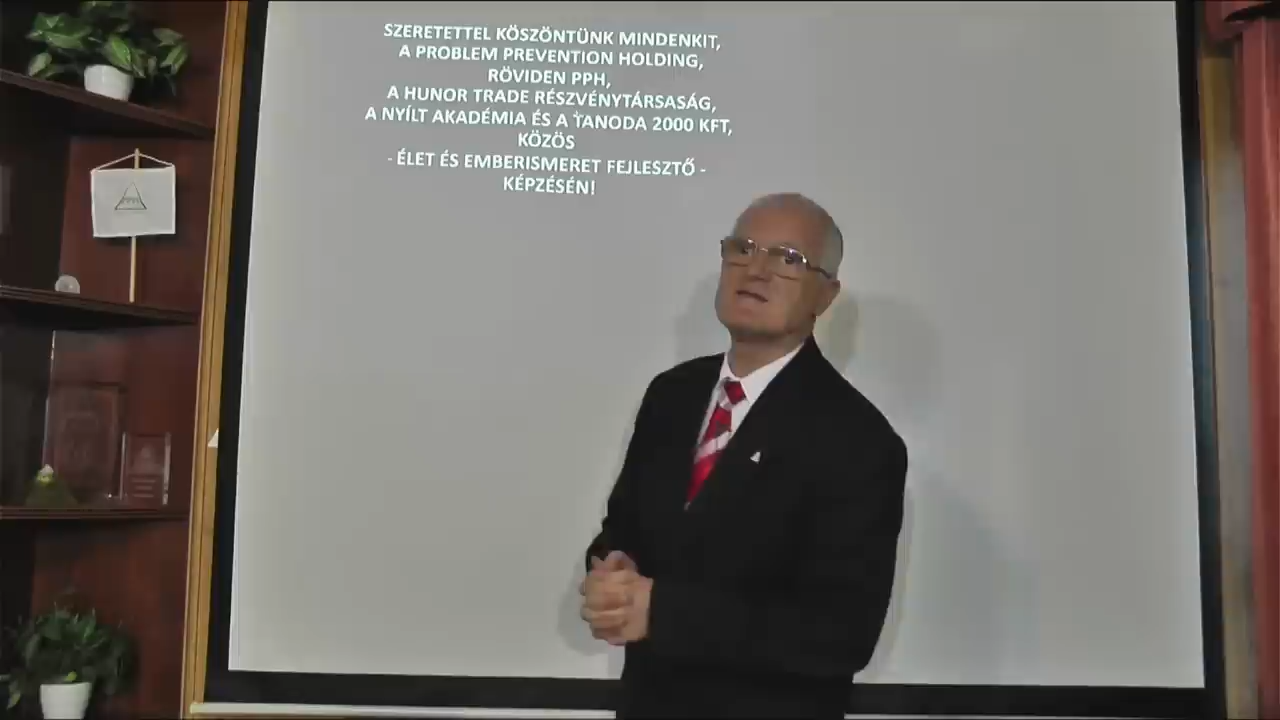 SZERETETTEL KÖSZÖNTÜNK MINDENKIT,
A PROBLEM PREVENTION HOLDING,
RÖVIDEN PPH,
A HUNOR TRADE RÉSZVÉNYTÁRSASÁG,
A NYÍLT AKADÉMIA ÉS A TANODA 2000 KFT,
KÖZÖS
- ÉLET ÉS EMBERISMERET FEJLESZTŐ -
KÉPZÉSÉN!